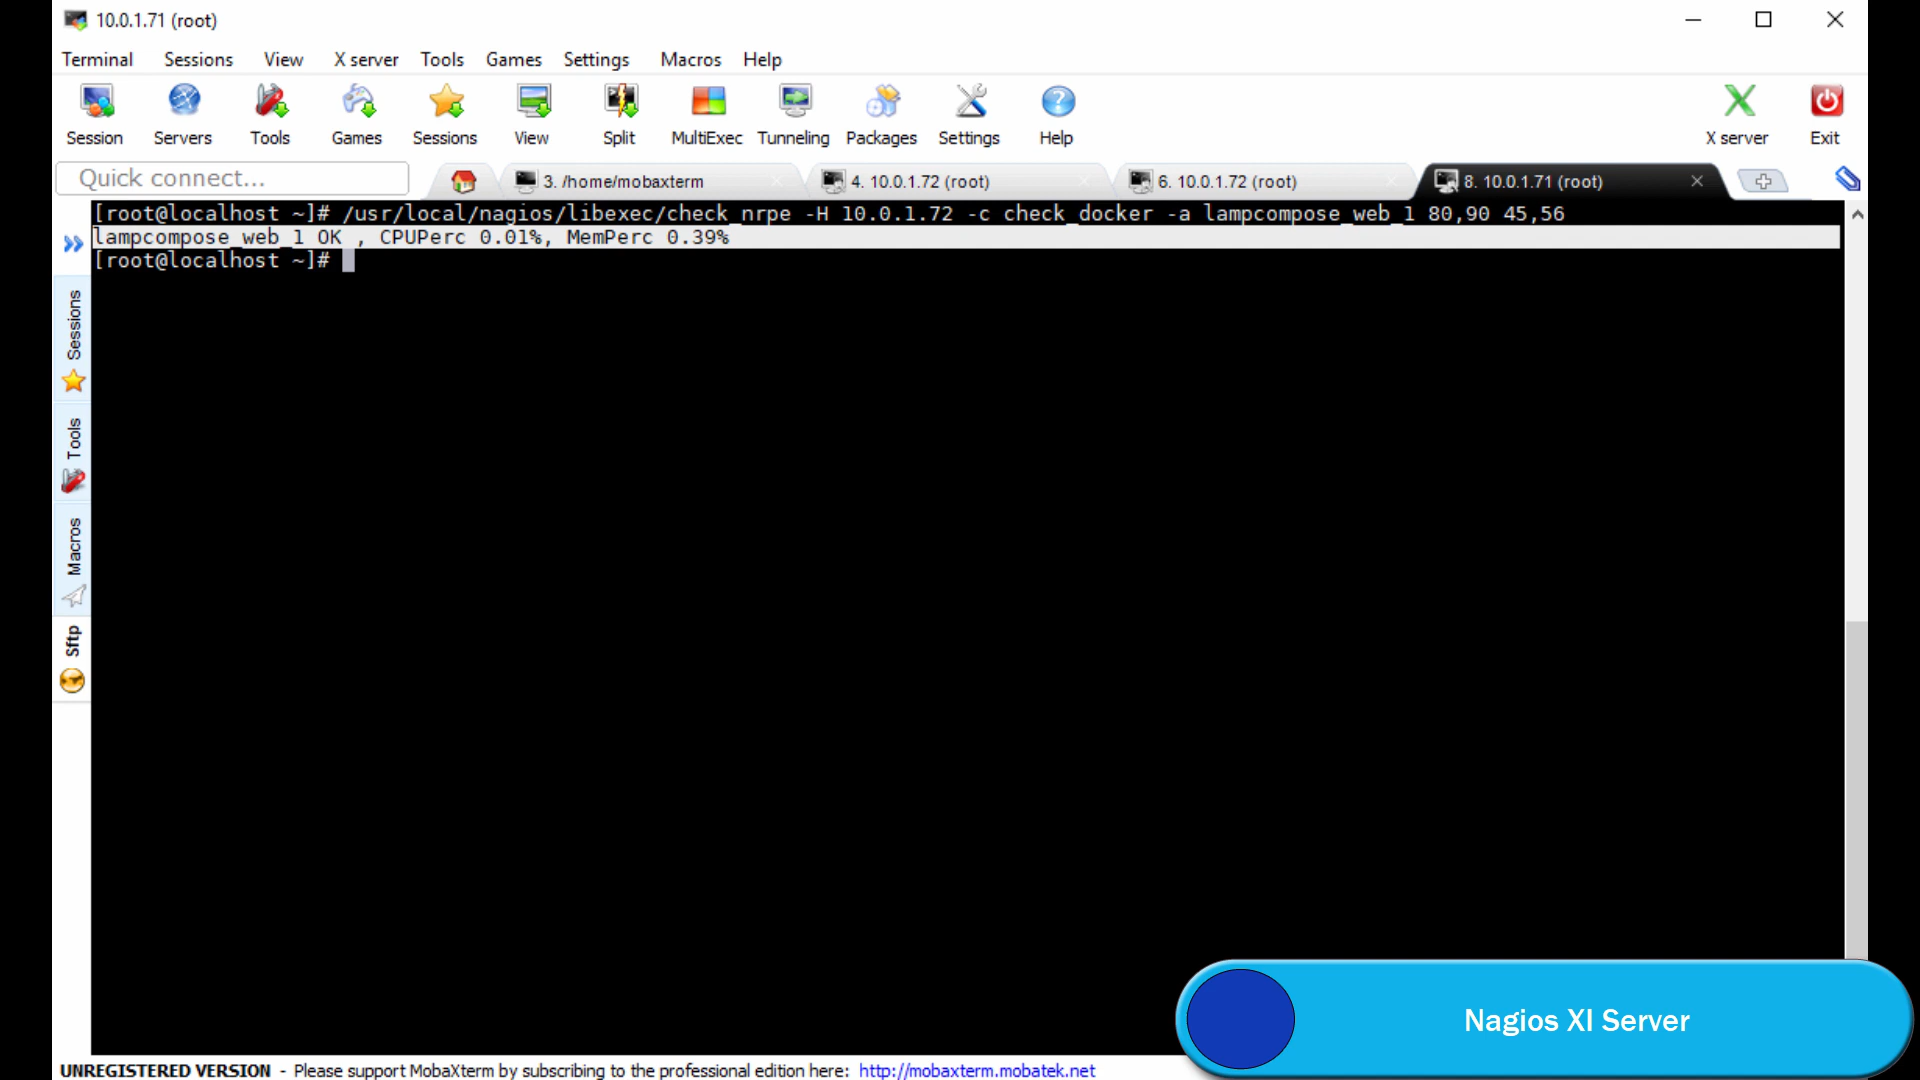 10.0.1.71 (root)
Terminal Sessions View X server Tools Games Settings Macros Help
Session Servers Tools Games Sessions View Split MultiExec Tunneling Packages Settings Help X server Exit
Quick connect... 3. /home/mobaxterm 4. 10.0.1.72 (root) 6. 10.0.1.72 (root) 8. 10.0.1.71 (root)
[root@localhost ~]# /usr/local/nagios/libexec/check_nrpe -H 10.0.1.72 -c check_docker -a lampcompose_web_1 80,90 45,56
lampcompose_web_1 OK , CPUPerc 0.01%, MemPerc 0.39%
[root@localhost ~]#
Sessions
Tools
Macros
Sftp
Nagios XI Server
UNREGISTERED VERSION - Please support MobaXterm by subscribing to the professional edition here: http://mobaxterm.mobatek.net